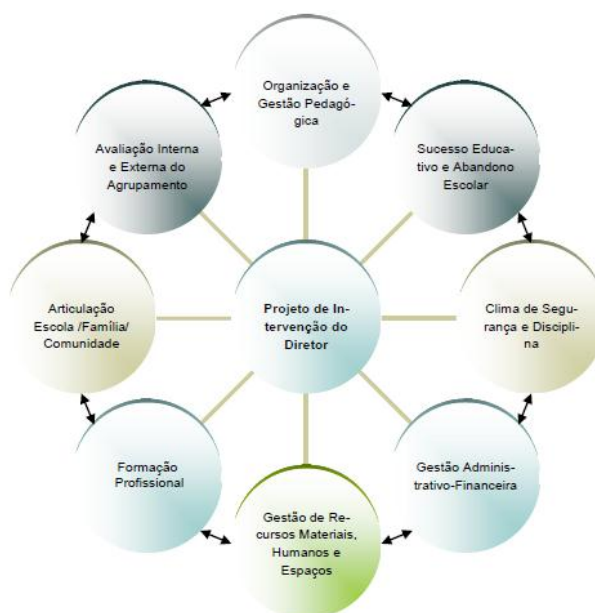 Organização e
Gestão Pedagó-
gica
Avaliação Interna
e Externa do
Agrupamento
Sucesso Educa-
tivo e Abandono
Escolar
Articulação
Escola /Família/
Comunidade
Projeto de In-
tervenção do
Diretor
Clima de Segu-
rança e Discipli-
na
Formação
Profissional
Gestão Adminis-
trativo-Financeira
Gestão de Re-
cursos Materiais,
Humanos e
Espaços